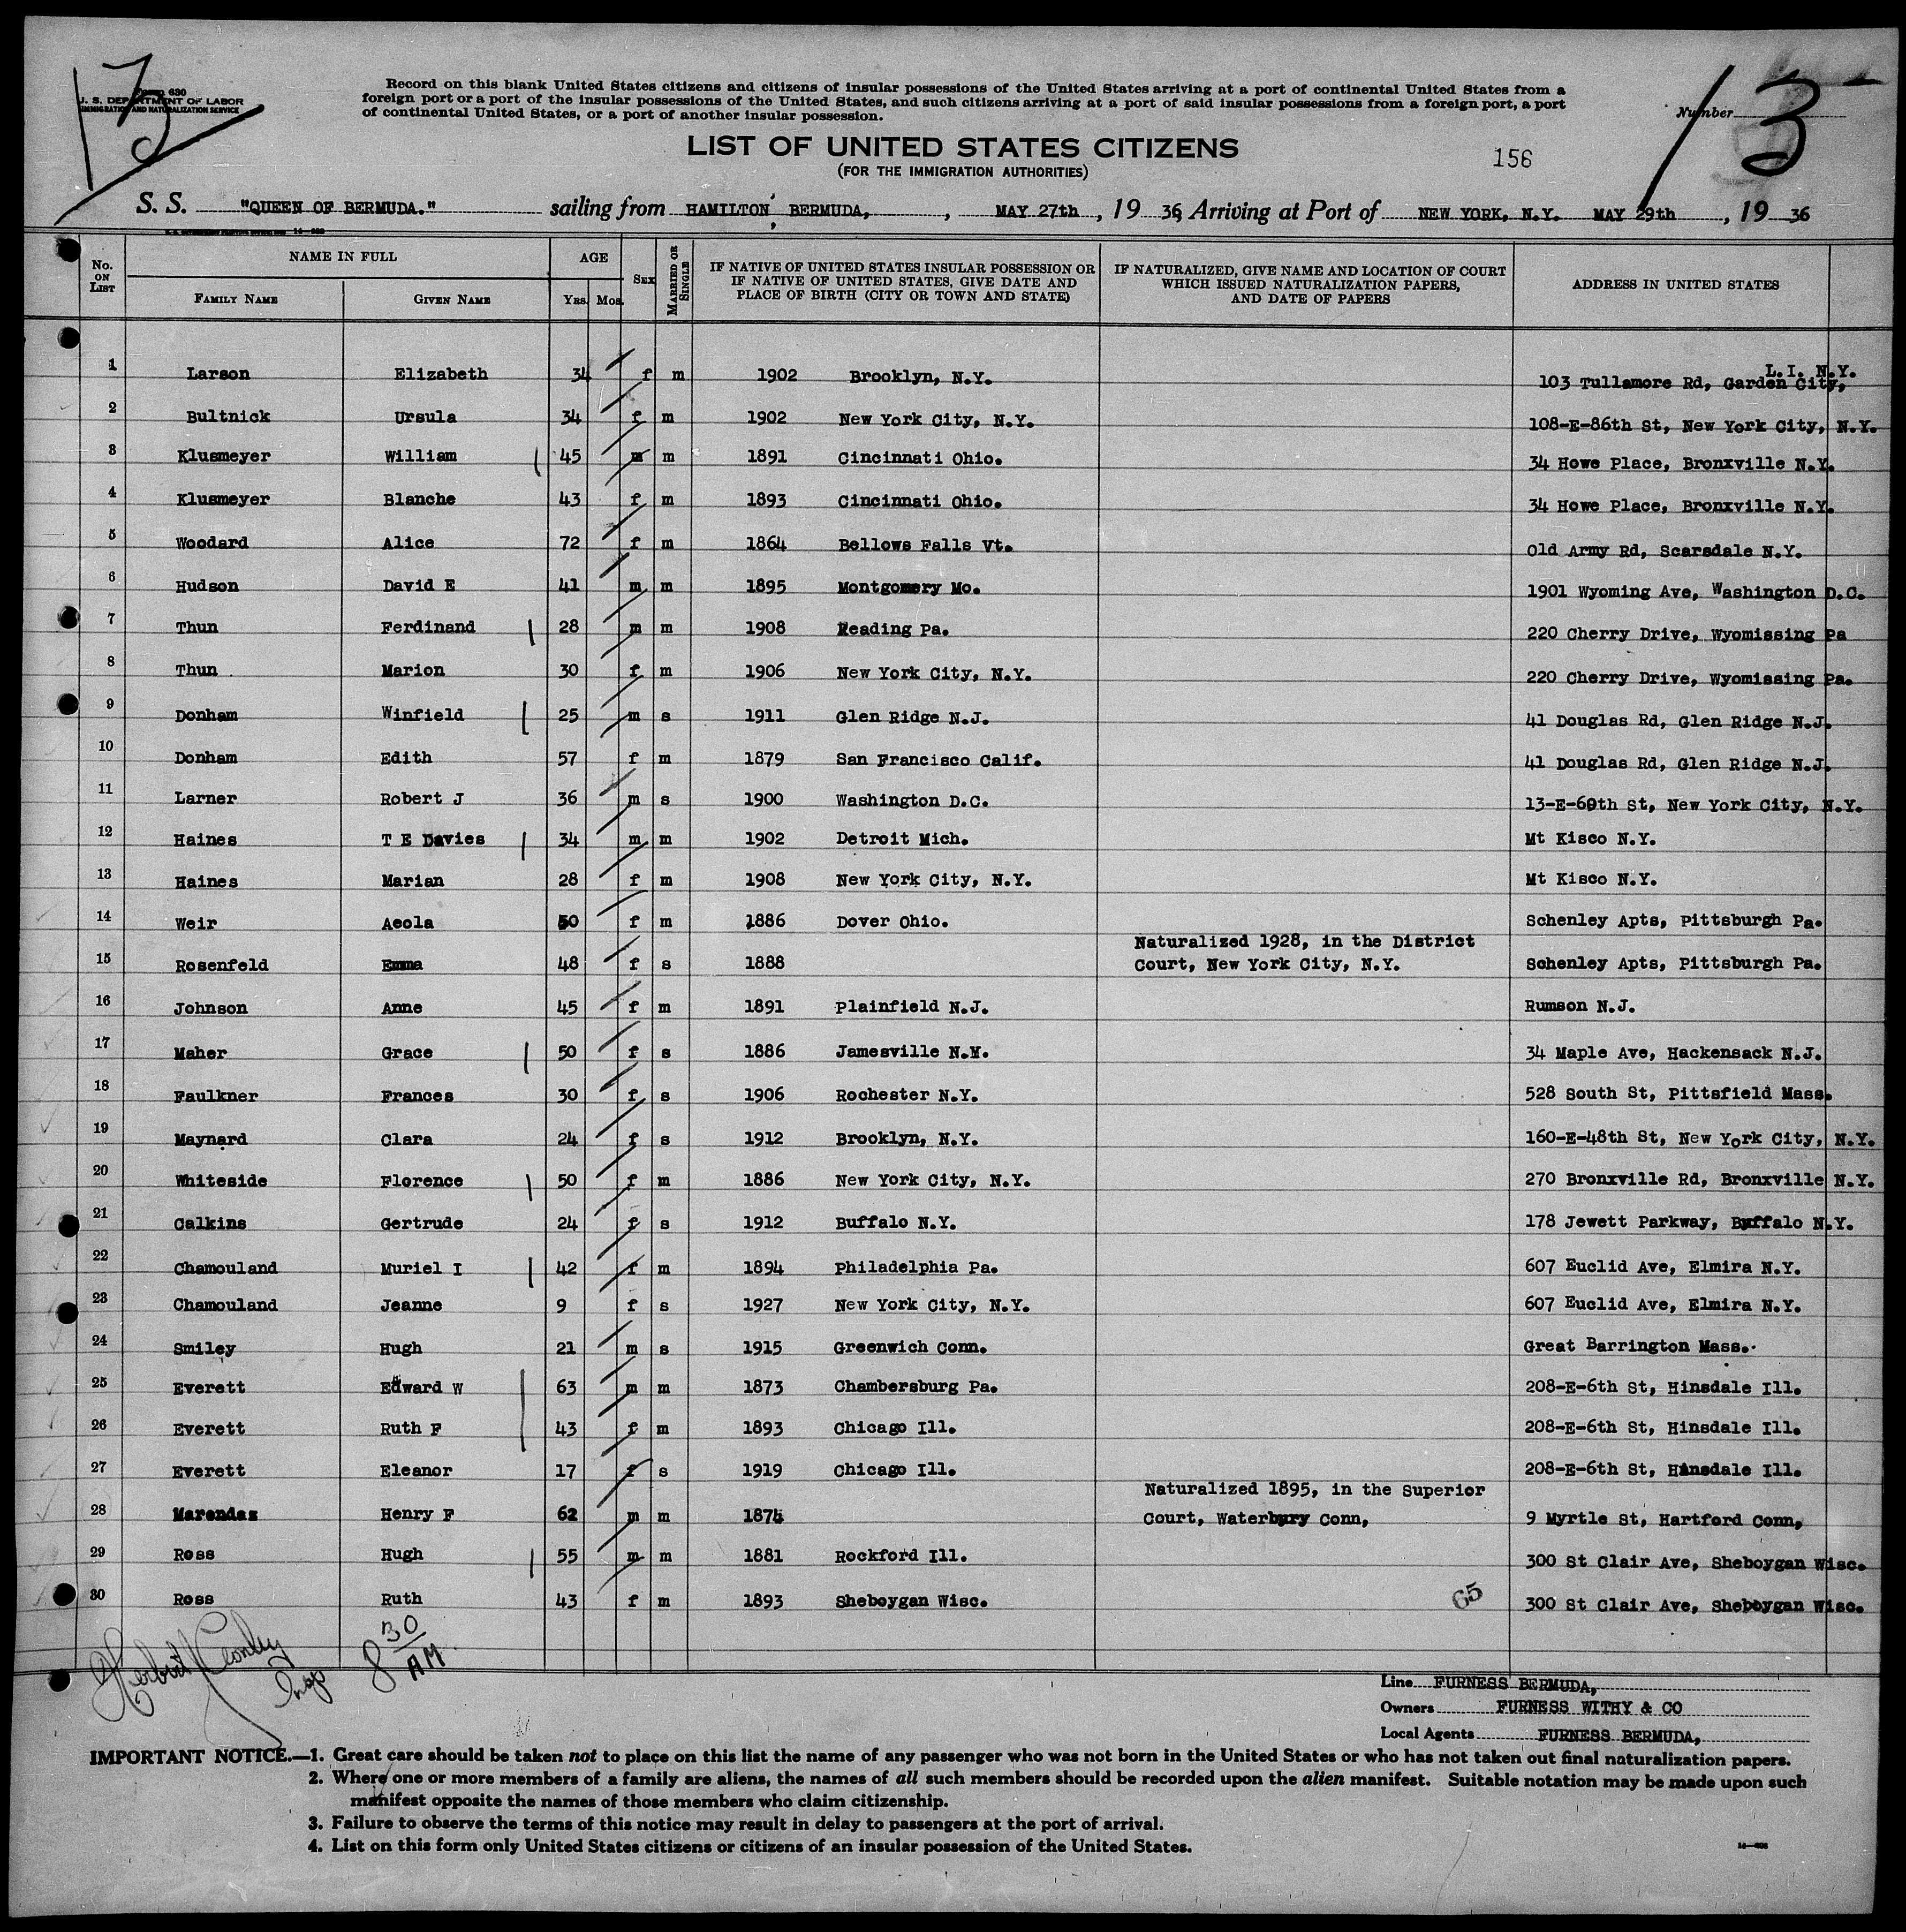 13
3
Form 630
U. S. DEPARTMENT OF LABOR
IMMIGRATION AND NATURALIZATION SERVICE
Record on this blank United States citizens and citizens of insular possessions of the United States arriving at a port of continental United States from a
foreign port or a port of the insular possessions of the United States, and such citizens arriving at a port of said insular possessions from a foreign port, a port
of continental United States, or a port of another insular possession.
Number
LIST OF UNITED STATES CITIZENS
(FOR THE IMMIGRATION AUTHORITIES)
156
S. S. "QUEEN OF BERMUDA." sailing from HAMILTON, BERMUDA, , MAY 27th , 19 36, Arriving at Port of NEW YORK, N.Y. MAY 29th , 19 36
No. ON LIST
NAME IN FULL
FAMILY NAME GIVEN NAME
AGE
YRS. MOS.
SEX
MARRIED OR SINGLE
IF NATIVE OF UNITED STATES INSULAR POSSESSION OR
IF NATIVE OF UNITED STATES, GIVE DATE AND
PLACE OF BIRTH (CITY OR TOWN AND STATE)
IF NATURALIZED, GIVE NAME AND LOCATION OF COURT
WHICH ISSUED NATURALIZATION PAPERS,
AND DATE OF PAPERS
ADDRESS IN UNITED STATES
1 Larson Elizabeth 34 f m 1902 Brooklyn, N.Y. 103 Tullamore Rd, Garden City, L.I. N.Y.
2 Bultnick Ursula 34 f m 1902 New York City, N.Y. 108-E-86th St, New York City, N.Y.
3 Klusmeyer William 45 m m 1891 Cincinnati Ohio. 34 Howe Place, Bronxville N.Y.
4 Klusmeyer Blanche 43 f m 1893 Cincinnati Ohio. 34 Howe Place, Bronxville N.Y.
5 Woodard Alice 72 f m 1864 Bellows Falls Vt. Old Army Rd, Scarsdale N.Y.
6 Hudson David E 41 m m 1895 Montgomery Mo. 1901 Wyoming Ave, Washington D.C.
7 Thun Ferdinand 28 m m 1908 Reading Pa. 220 Cherry Drive, Wyomissing Pa
8 Thun Marion 30 f m 1906 New York City, N.Y. 220 Cherry Drive, Wyomissing Pa.
9 Donham Winfield 25 m s 1911 Glen Ridge N.J. 41 Douglas Rd, Glen Ridge N.J.
10 Donham Edith 57 f m 1879 San Francisco Calif. 41 Douglas Rd, Glen Ridge N.J.
11 Larner Robert J 36 m s 1900 Washington D.C. 13-E-69th St, New York City, N.Y.
12 Haines T E Davies 34 m m 1902 Detroit Mich. Mt Kisco N.Y.
13 Haines Marian 28 f m 1908 New York City, N.Y. Mt Kisco N.Y.
14 Weir Aeola 50 f m 1886 Dover Ohio. Schenley Apts, Pittsburgh Pa.
15 Rosenfeld Emma 48 f s 1888 Naturalized 1928, in the District Court, New York City, N.Y. Schenley Apts, Pittsburgh Pa.
16 Johnson Anne 45 f m 1891 Plainfield N.J. Rumson N.J.
17 Maher Grace 50 f s 1886 Jamesville N.Y. 34 Maple Ave, Hackensack N.J.
18 Faulkner Frances 30 f s 1906 Rochester N.Y. 528 South St, Pittsfield Mass.
19 Maynard Clara 24 f s 1912 Brooklyn, N.Y. 160-E-48th St, New York City, N.Y.
20 Whiteside Florence 50 f m 1886 New York City, N.Y. 270 Bronxville Rd, Bronxville N.Y.
21 Calkins Gertrude 24 f s 1912 Buffalo N.Y. 178 Jewett Parkway, Buffalo N.Y.
22 Chamouland Muriel I 42 f m 1894 Philadelphia Pa. 607 Euclid Ave, Elmira N.Y.
23 Chamouland Jeanne 9 f s 1927 New York City, N.Y. 607 Euclid Ave, Elmira N.Y.
24 Smiley Hugh 21 m s 1915 Greenwich Conn. Great Barrington Mass.
25 Everett Edward W 63 m m 1873 Chambersburg Pa. 208-E-6th St, Hinsdale Ill.
26 Everett Ruth F 43 f m 1893 Chicago Ill. 208-E-6th St, Hinsdale Ill.
27 Everett Eleanor 17 f s 1919 Chicago Ill. 208-E-6th St, Hinsdale Ill.
28 Marendaz Henry F 62 m m 1874 Naturalized 1895, in the Superior Court, Waterbury Conn, 9 Myrtle St, Hartford Conn,
29 Ross Hugh 55 m m 1881 Rockford Ill. 300 St Clair Ave, Sheboygan Wisc.
30 Ross Ruth 43 f m 1893 Sheboygan Wisc. 300 St Clair Ave, Sheboygan Wisc.
65
8 30 AM
Insp
Line FURNESS BERMUDA,
Owners FURNESS WITHY & CO
Local Agents FURNESS BERMUDA,
IMPORTANT NOTICE.—1. Great care should be taken not to place on this list the name of any passenger who was not born in the United States or who has not taken out final naturalization papers.
2. Where one or more members of a family are aliens, the names of all such members should be recorded upon the alien manifest. Suitable notation may be made upon such
manifest opposite the names of those members who claim citizenship.
3. Failure to observe the terms of this notice may result in delay to passengers at the port of arrival.
4. List on this form only United States citizens or citizens of an insular possession of the United States.